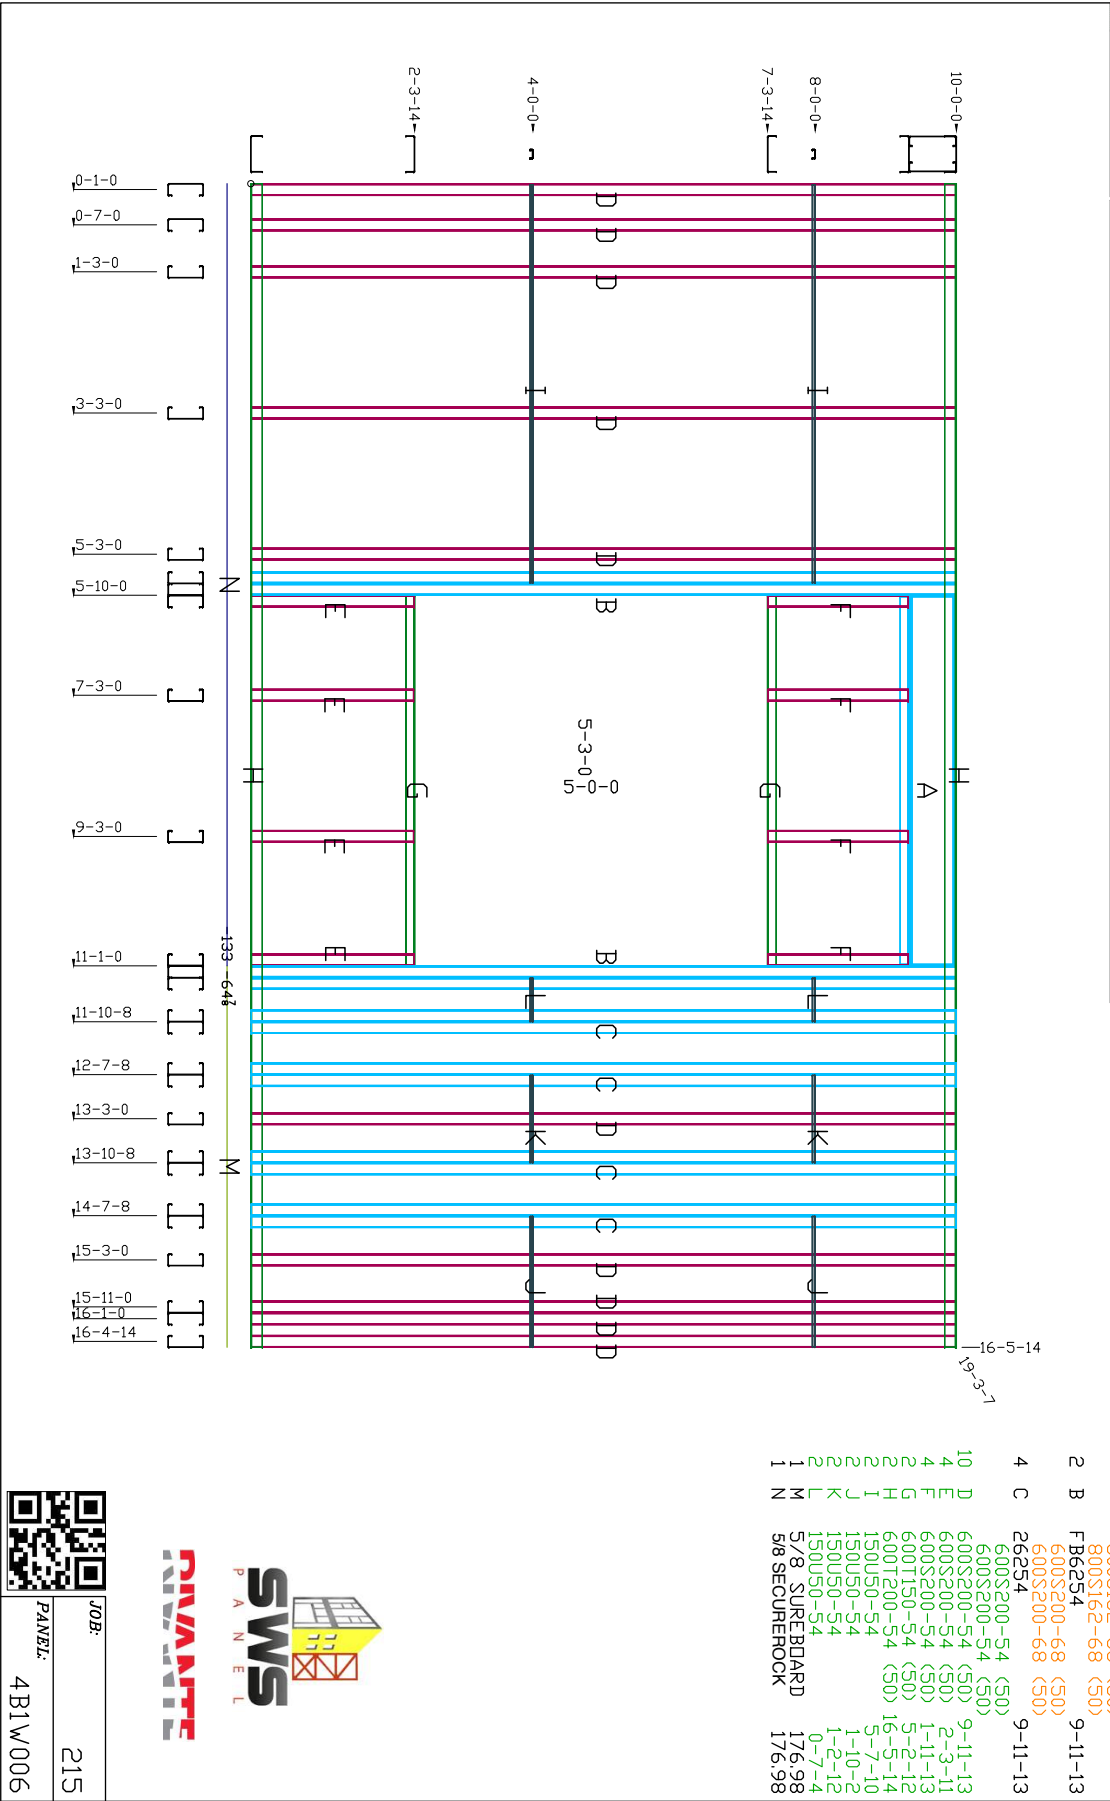 10-0-0
8-0-0
7-3-14
4-0-0
2-3-14
0-1-0
0-7-0
1-3-0
3-3-0
5-3-0
5-10-0
7-3-0
9-3-0
11-1-0
11-10-8
12-7-8
13-3-0
13-10-8
14-7-8
15-3-0
15-11-0
16-1-0
16-4-14
16-5-14
19-3-7
D D D D D B B C C D C C D D D D
I I
E E E E
F F F F
G G
H H
A
L L
K K
J J
N
M
5-3-0
5-0-0
800S162-68 (50)
2 B FB6254 9-11-13
600S200-68 (50)
600S200-68 (50)
4 C 26254 9-11-13
600S200-54 (50)
600S200-54 (50)
10 D 600S200-54 (50) 9-11-13
4 E 600S200-54 (50) 2-3-11
4 F 600S200-54 (50) 1-11-13
2 G 600T150-54 (50) 5-2-12
2 H 600T200-54 (50) 16-5-14
2 I 150U50-54 5-7-10
2 J 150U50-54 1-10-2
2 K 150U50-54 1-2-12
2 L 150U50-54 0-7-4
1 M 5/8 SUREBOARD 176.98
1 N 5/8 SECUREROCK 176.98
SWS
PANEL
JOB: 215
PANEL: 4B1W006